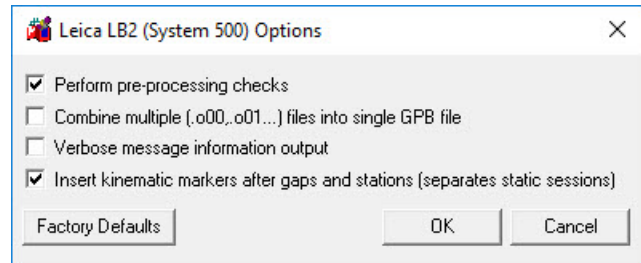 Leica LB2 (System 500) Options
Perform pre-processing checks
Combine multiple (.o00,.o01...) files into single GPB file
Verbose message information output
Insert kinematic markers after gaps and stations (separates static sessions)
Factory Defaults OK Cancel